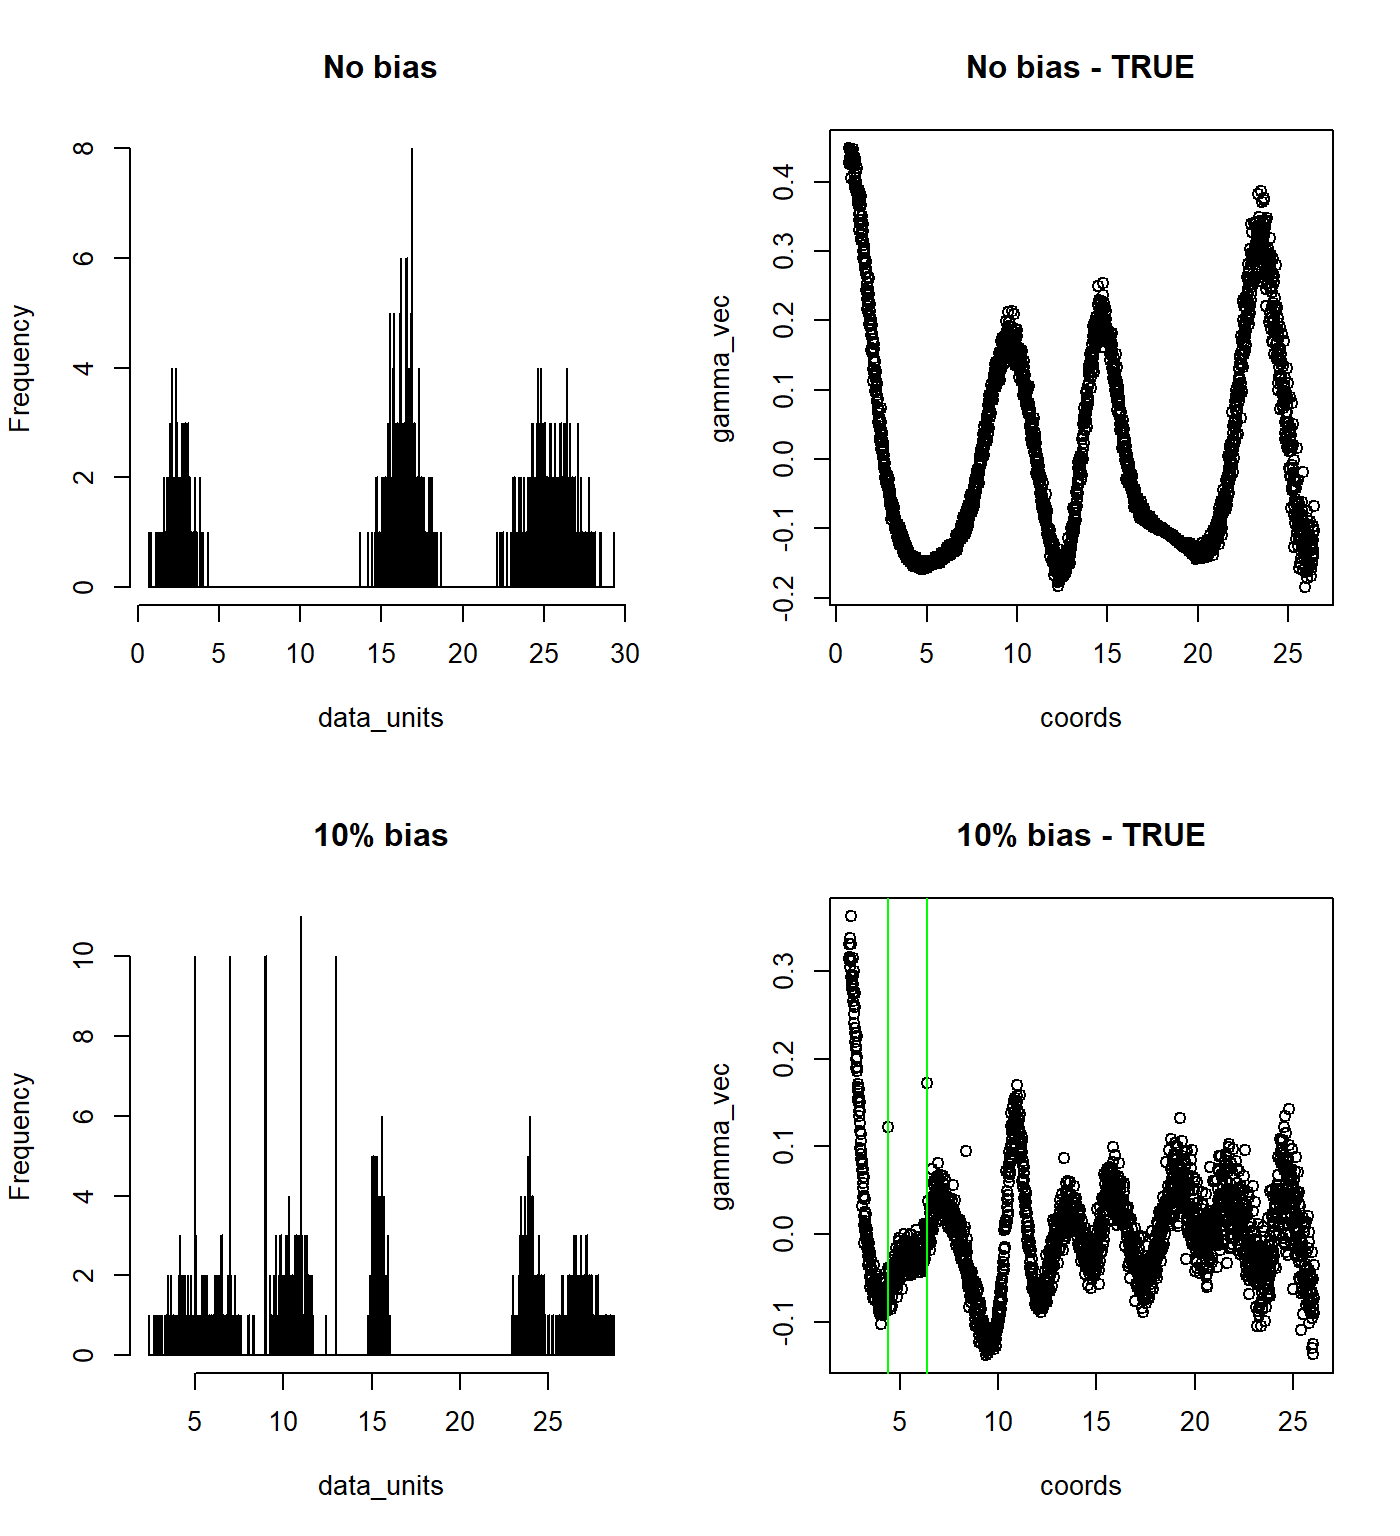 No bias
Frequency
0 2 4 6 8
0 5 10 15 20 25 30
data_units
No bias - TRUE
gamma_vec
-0.2 -0.1 0.0 0.1 0.2 0.3 0.4
0 5 10 15 20 25
coords
10% bias
Frequency
0 2 4 6 8 10
5 10 15 20 25
data_units
10% bias - TRUE
gamma_vec
-0.1 0.0 0.1 0.2 0.3
5 10 15 20 25
coords